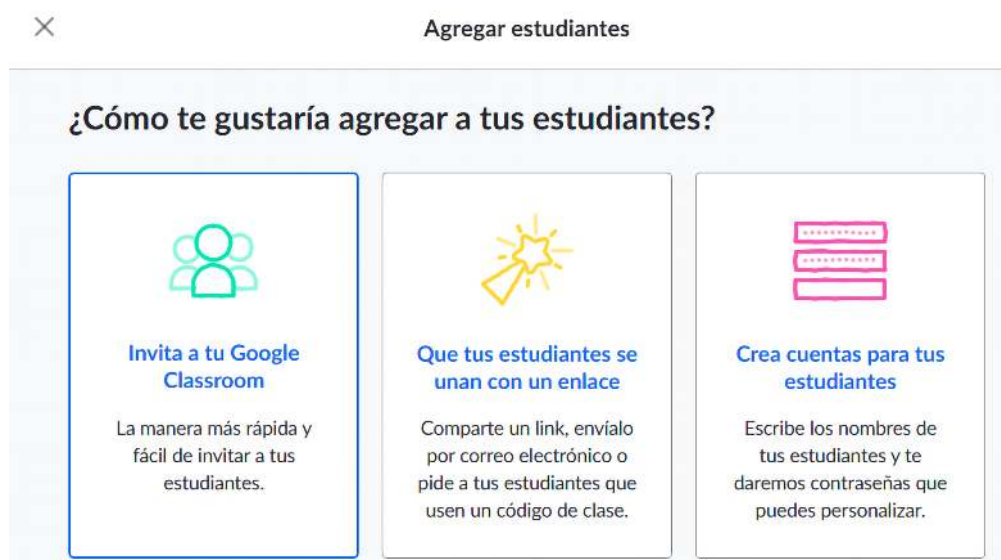 Agregar estudiantes
¿Cómo te gustaría agregar a tus estudiantes?
Invita a tu Google
Classroom
La manera más rápida y
fácil de invitar a tus
estudiantes.
Que tus estudiantes se
unan con un enlace
Comparte un link, envíalo
por correo electrónico o
pide a tus estudiantes que
usen un código de clase.
Crea cuentas para tus
estudiantes
Escribe los nombres de
tus estudiantes y te
daremos contraseñas que
puedes personalizar.